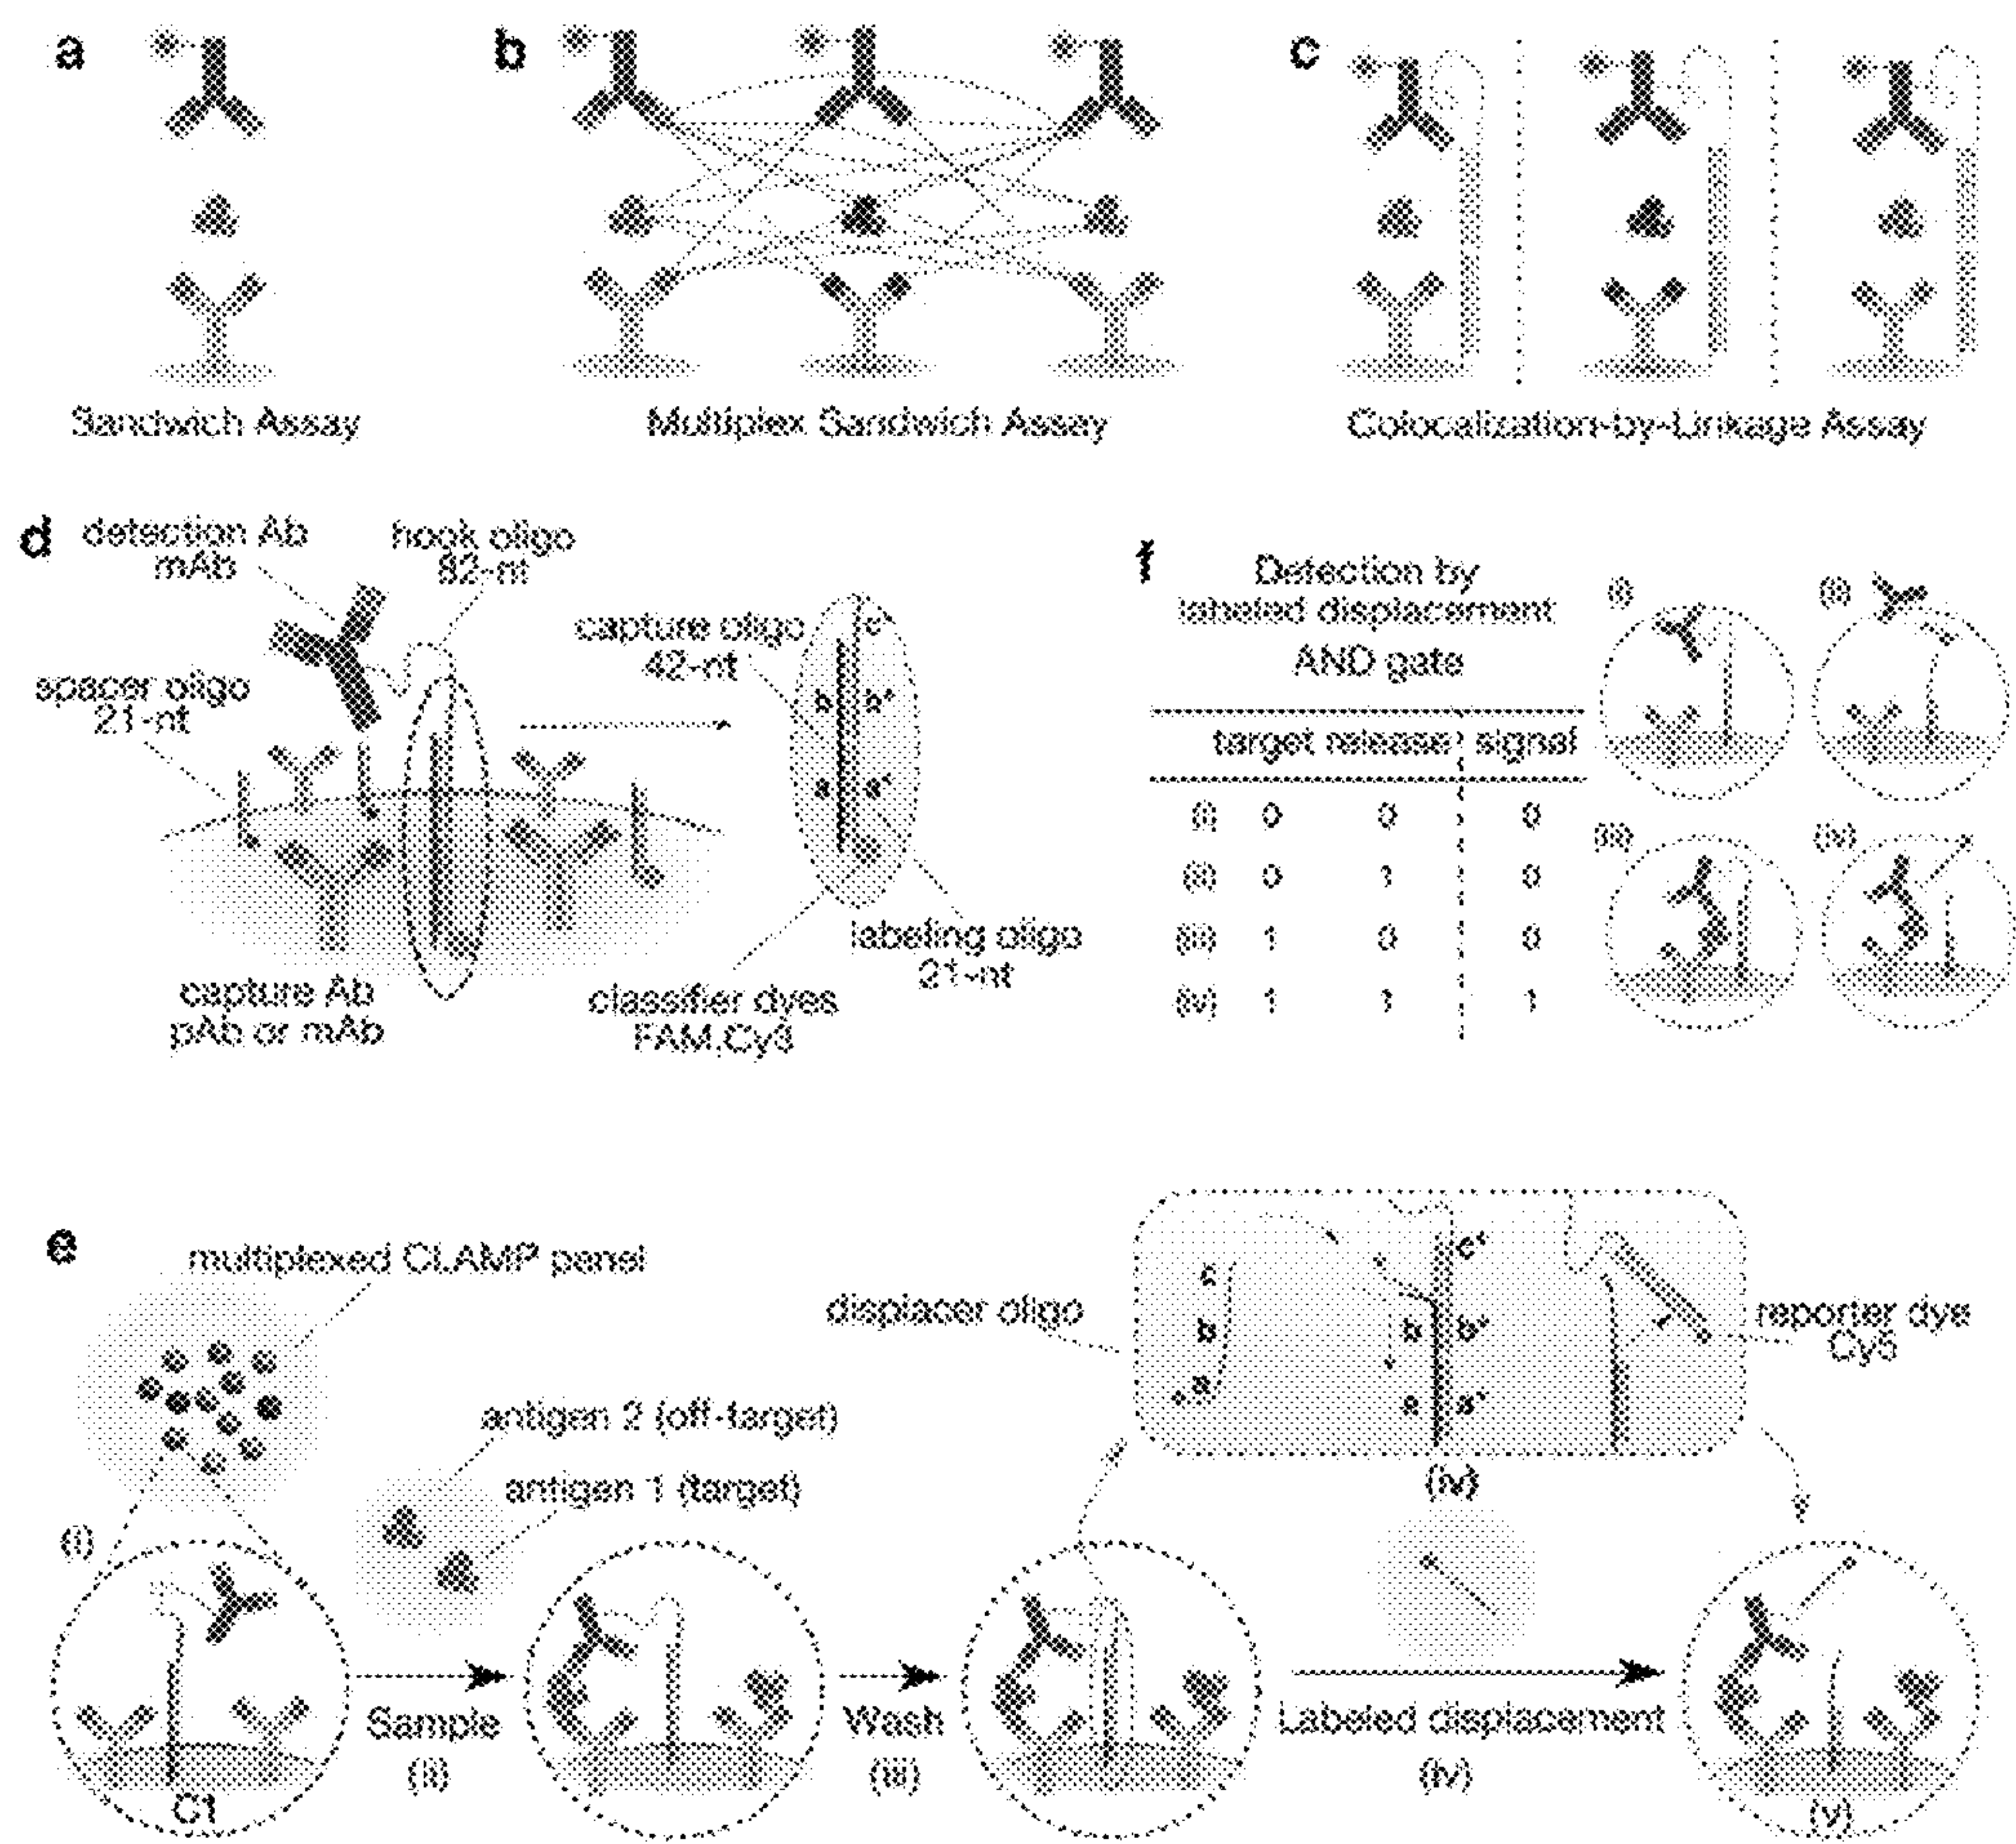 a
b
c
Sandwich Assay
Multiplex Sandwich Assay
Colocalization-by-Linkage Assay
d
detection Ab
mAb
hook oligo
82-nt
spacer oligo
21-nt
capture oligo
42-nt
c*
b
b*
a
a*
labeling oligo
21-nt
capture Ab
pAb or mAb
classifier dyes
FAM,Cy3
f
Detection by
labeled displacement
AND gate
target release signal
(i) 0 0 0
(ii) 0 1 0
(iii) 1 0 0
(iv) 1 1 1
(i)
(ii)
(iii)
(iv)
e
multiplexed CLAMP panel
displacer oligo
c
b
a
c*
b
b*
a
a*
reporter dye
Cy5
(iv)
antigen 2 (off-target)
antigen 1 (target)
(i)
C1
Sample
(ii)
Wash
(iii)
Labeled displacement
(iv)
(v)